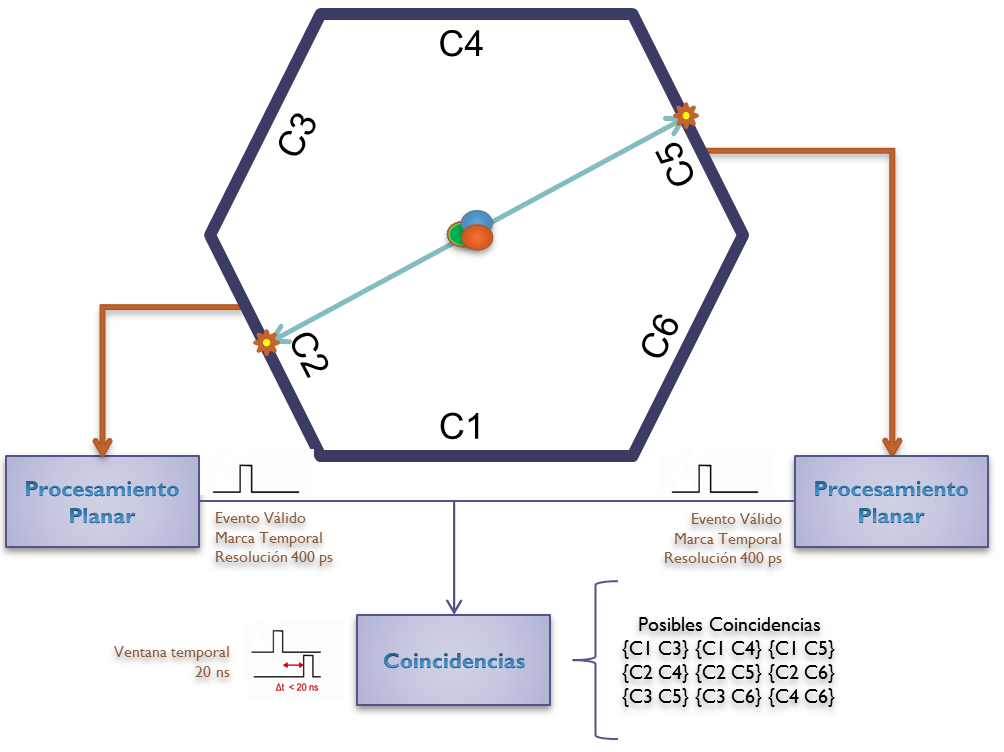 C4
C3
C5
C2
C6
C1
Procesamiento
Planar
Procesamiento
Planar
Evento Válido
Marca Temporal
Resolución 400 ps
Evento Válido
Marca Temporal
Resolución 400 ps
Ventana temporal
20 ns
Δt < 20 ns
Coincidencias
Posibles Coincidencias
{C1 C3} {C1 C4} {C1 C5}
{C2 C4} {C2 C5} {C2 C6}
{C3 C5} {C3 C6} {C4 C6}